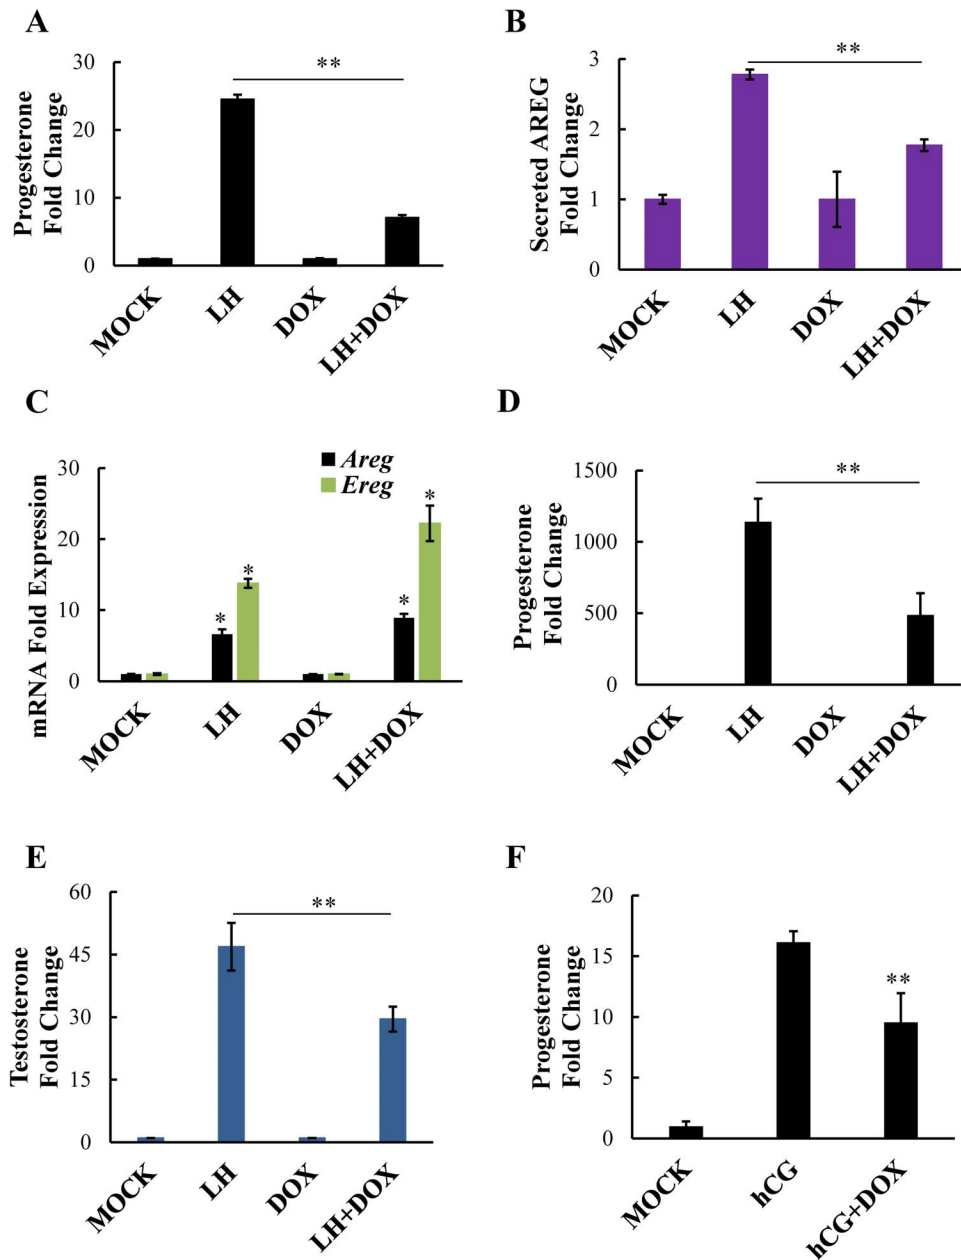 A
Progesterone
Fold Change
30
20
10
0
**
MOCK
LH
DOX
LH+DOX
B
Secreted AREG
Fold Change
3
2
1
0
**
MOCK
LH
DOX
LH+DOX
C
mRNA Fold Expression
30
20
10
0
Areg
Ereg
*
*
*
*
MOCK
LH
DOX
LH+DOX
D
Progesterone
Fold Change
1500
1000
500
0
**
MOCK
LH
DOX
LH+DOX
E
Testosterone
Fold Change
60
45
30
15
0
**
MOCK
LH
DOX
LH+DOX
F
Progesterone
Fold Change
20
15
10
5
0
**
MOCK
hCG
hCG+DOX